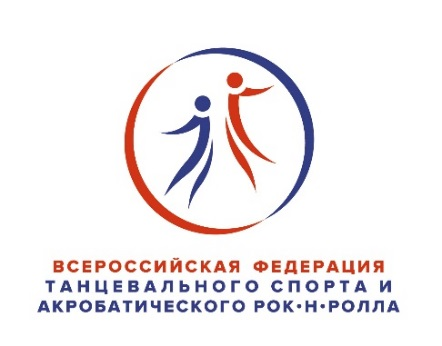 ВСЕРОССИЙСКАЯ ФЕДЕРАЦИЯ
ТАНЦЕВАЛЬНОГО СПОРТА И
АКРОБАТИЧЕСКОГО РОК•Н•РОЛЛА